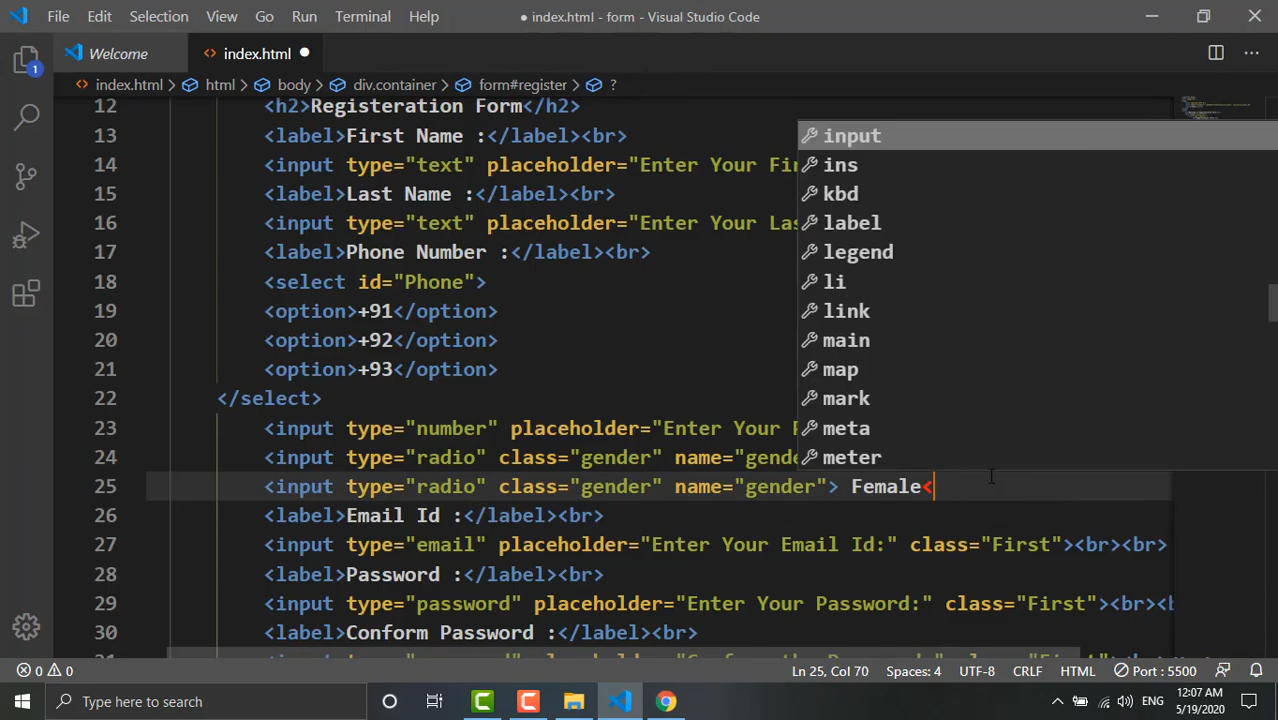 File Edit Selection View Go Run Terminal Help ● index.html - form - Visual Studio Code
1 Welcome <> index.html ●
<> index.html > html > body > div.container > form#register > ?
12 <h2>Registeration Form</h2>
13 <label>First Name :</label><br>
14 <input type="text" placeholder="Enter Your Fir
15 <label>Last Name :</label><br>
16 <input type="text" placeholder="Enter Your Las
17 <label>Phone Number :</label><br>
18 <select id="Phone">
19 <option>+91</option>
20 <option>+92</option>
21 <option>+93</option>
22 </select>
23 <input type="number" placeholder="Enter Your P
24 <input type="radio" class="gender" name="gende
25 <input type="radio" class="gender" name="gender"> Female<
26 <label>Email Id :</label><br>
27 <input type="email" placeholder="Enter Your Email Id:" class="First"><br><br>
28 <label>Password :</label><br>
29 <input type="password" placeholder="Enter Your Password:" class="First"><br><b
30 <label>Conform Password :</label><br>
input
ins
kbd
label
legend
li
link
main
map
mark
meta
meter
0 0 Ln 25, Col 70 Spaces: 4 UTF-8 CRLF HTML Port : 5500
Type here to search ENG 12:07 AM
5/19/2020